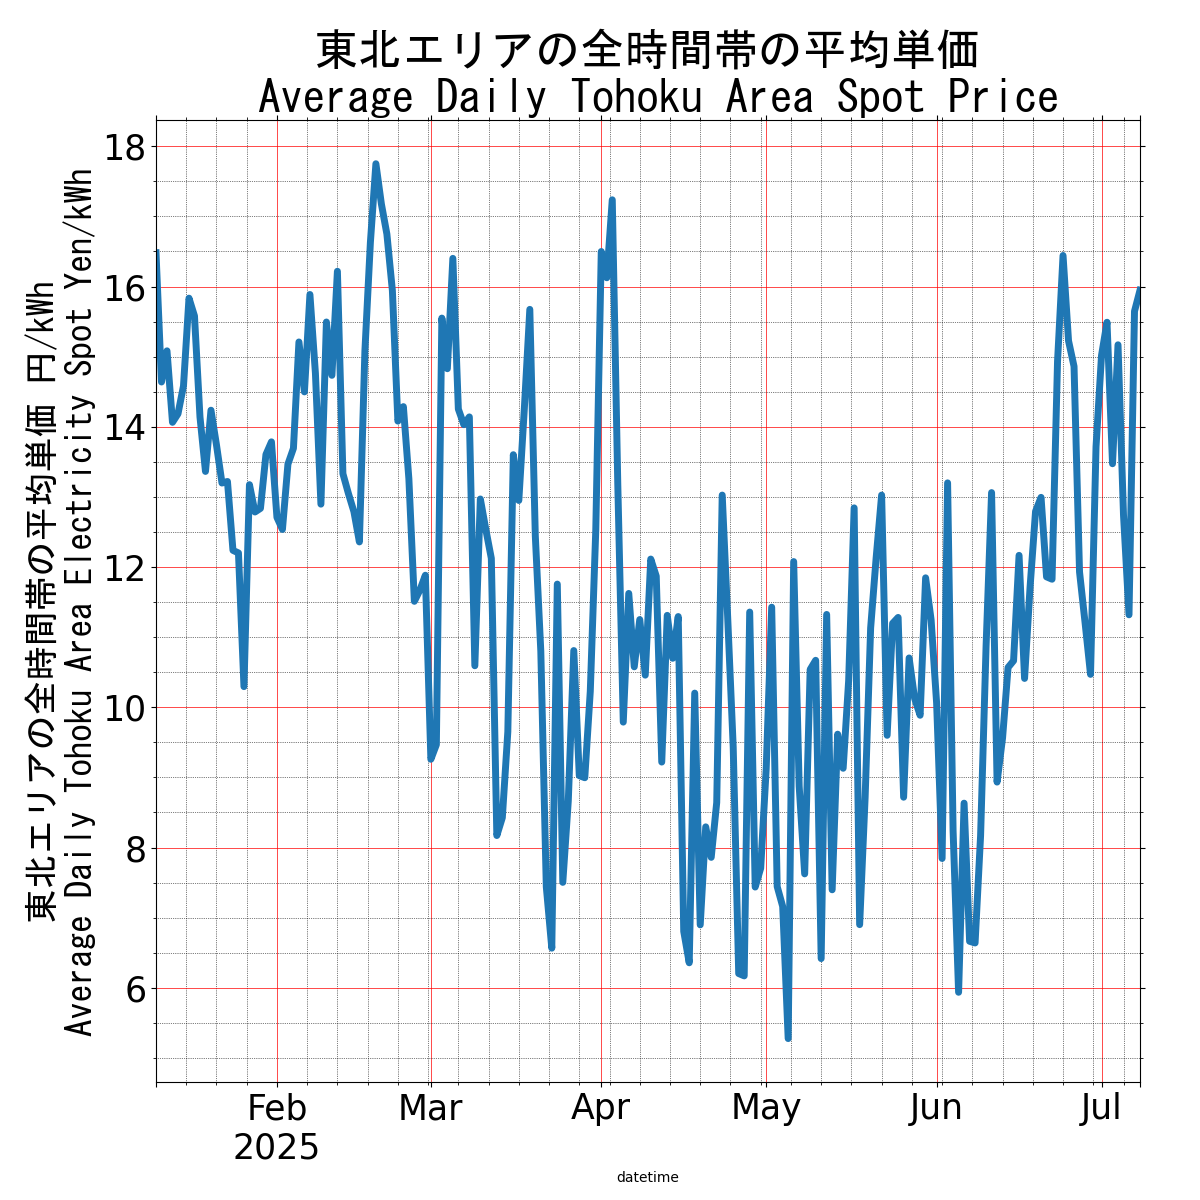 東北エリアの全時間帯の平均単価
Average Daily Tohoku Area Spot Price
東北エリアの全時間帯の平均単価 円/kWh
Average Daily Tohoku Area Electricity Spot Yen/kWh
18
16
14
12
10
8
6
Feb
2025
Mar
Apr
May
Jun
Jul
datetime